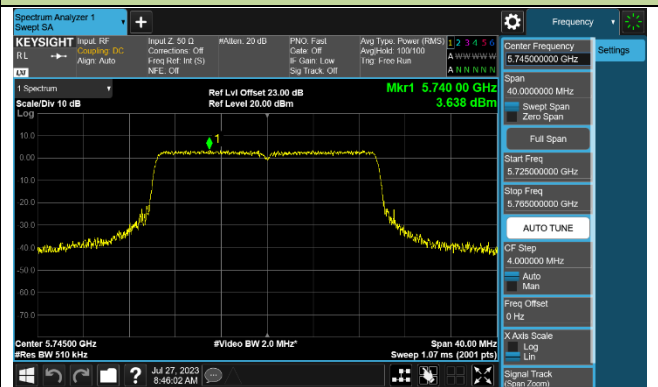 Spectrum Analyzer 1
Swept SA
Frequency
KEYSIGHT Input: RF Input Z: 50 Ω #Atten: 20 dB PNO: Fast Avg Type: Power (RMS) 1 2 3 4 5 6
RL Coupling: DC Corrections: Off Gate: Off Avg|Hold: 100/100 A W W W W W
Align: Auto Freq Ref: Int (S) IF Gain: Low Trig: Free Run
LXI NFE: Off Sig Track: Off A N N N N N
Center Frequency
5.745000000 GHz
Settings
Span
40.0000000 MHz
Swept Span
Zero Span
Full Span
Start Freq
5.725000000 GHz
Stop Freq
5.765000000 GHz
AUTO TUNE
CF Step
4.000000 MHz
Auto
Man
Freq Offset
0 Hz
X Axis Scale
Log
Lin
Signal Track
(Span Zoom)
1 Spectrum Ref Lvl Offset 23.00 dB Mkr1 5.740 00 GHz
Scale/Div 10 dB Ref Level 20.00 dBm 3.638 dBm
Log
1
10.0
0.00
-10.0
-20.0
-30.0
-40.0
-50.0
-60.0
-70.0
Center 5.74500 GHz #Video BW 2.0 MHz* Span 40.00 MHz
#Res BW 510 kHz Sweep 1.07 ms (2001 pts)
Jul 27, 2023
8:46:02 AM